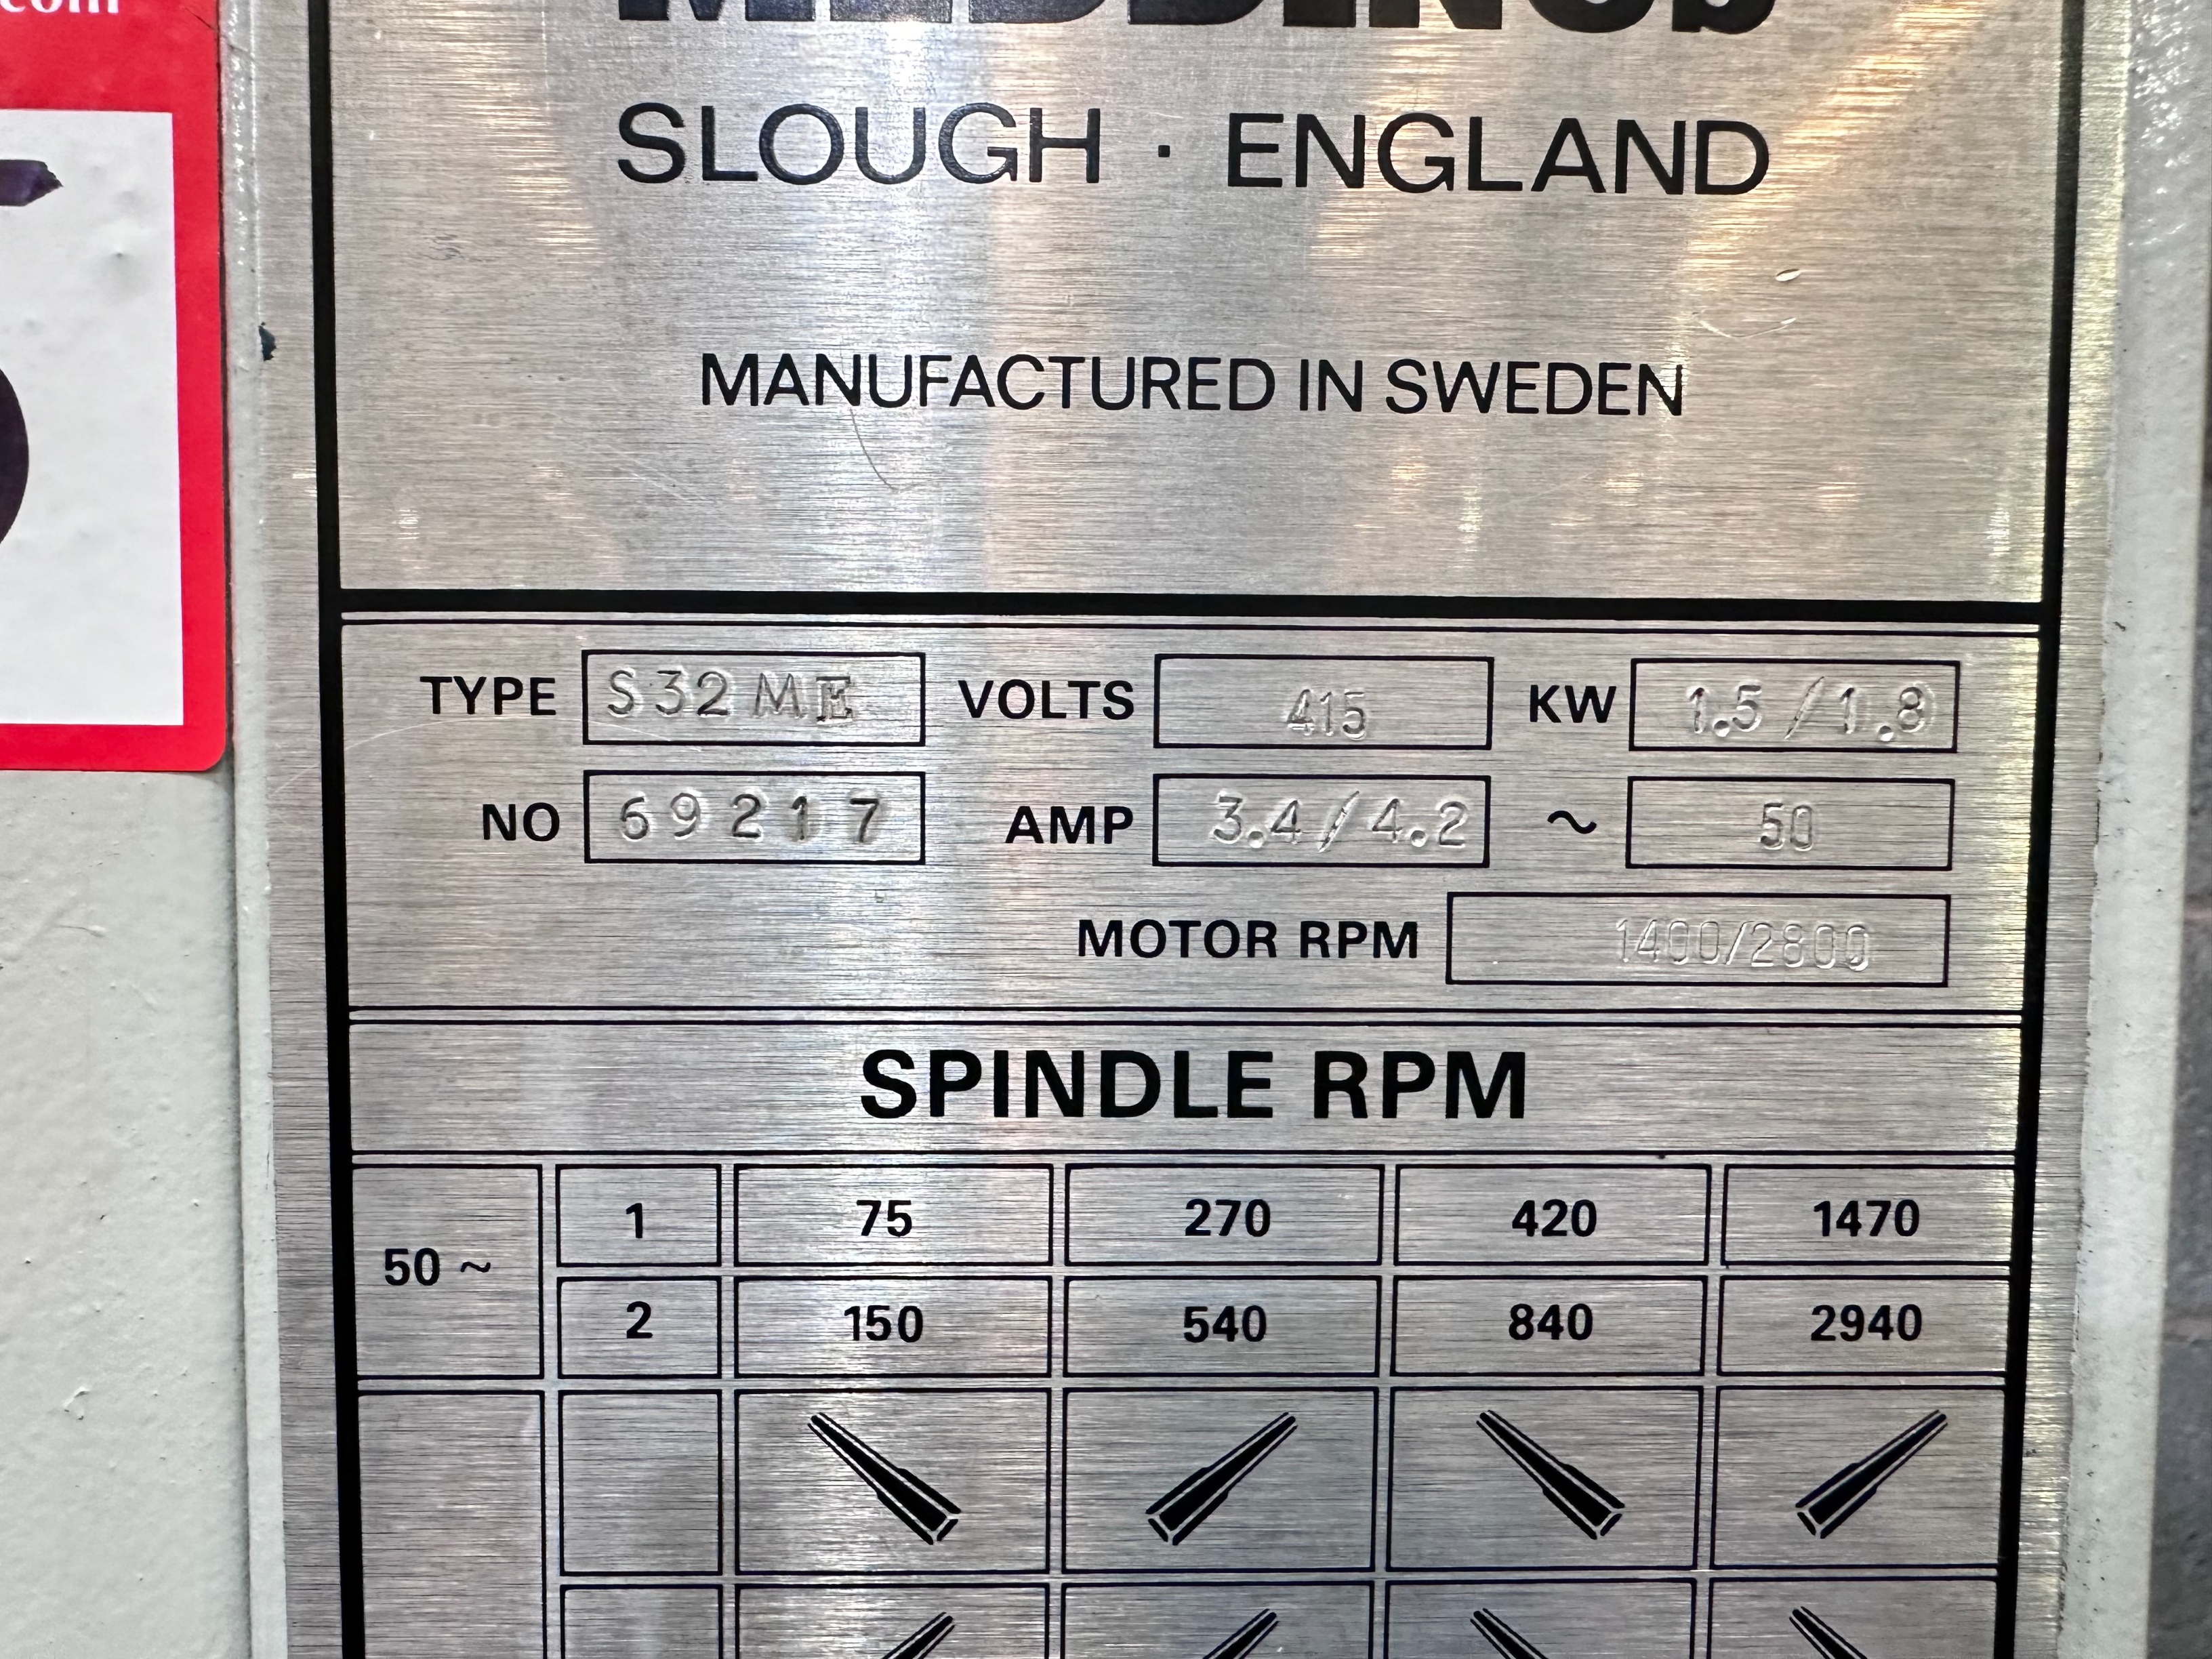 com
MEDDINGS
SLOUGH · ENGLAND
MANUFACTURED IN SWEDEN
TYPE S32ME VOLTS 415 KW 1.5/1.8
NO 69217 AMP 3.4/4.2 ~ 50
MOTOR RPM 1400/2800
SPINDLE RPM
50 ~
1 75 270 420 1470
2 150 540 840 2940